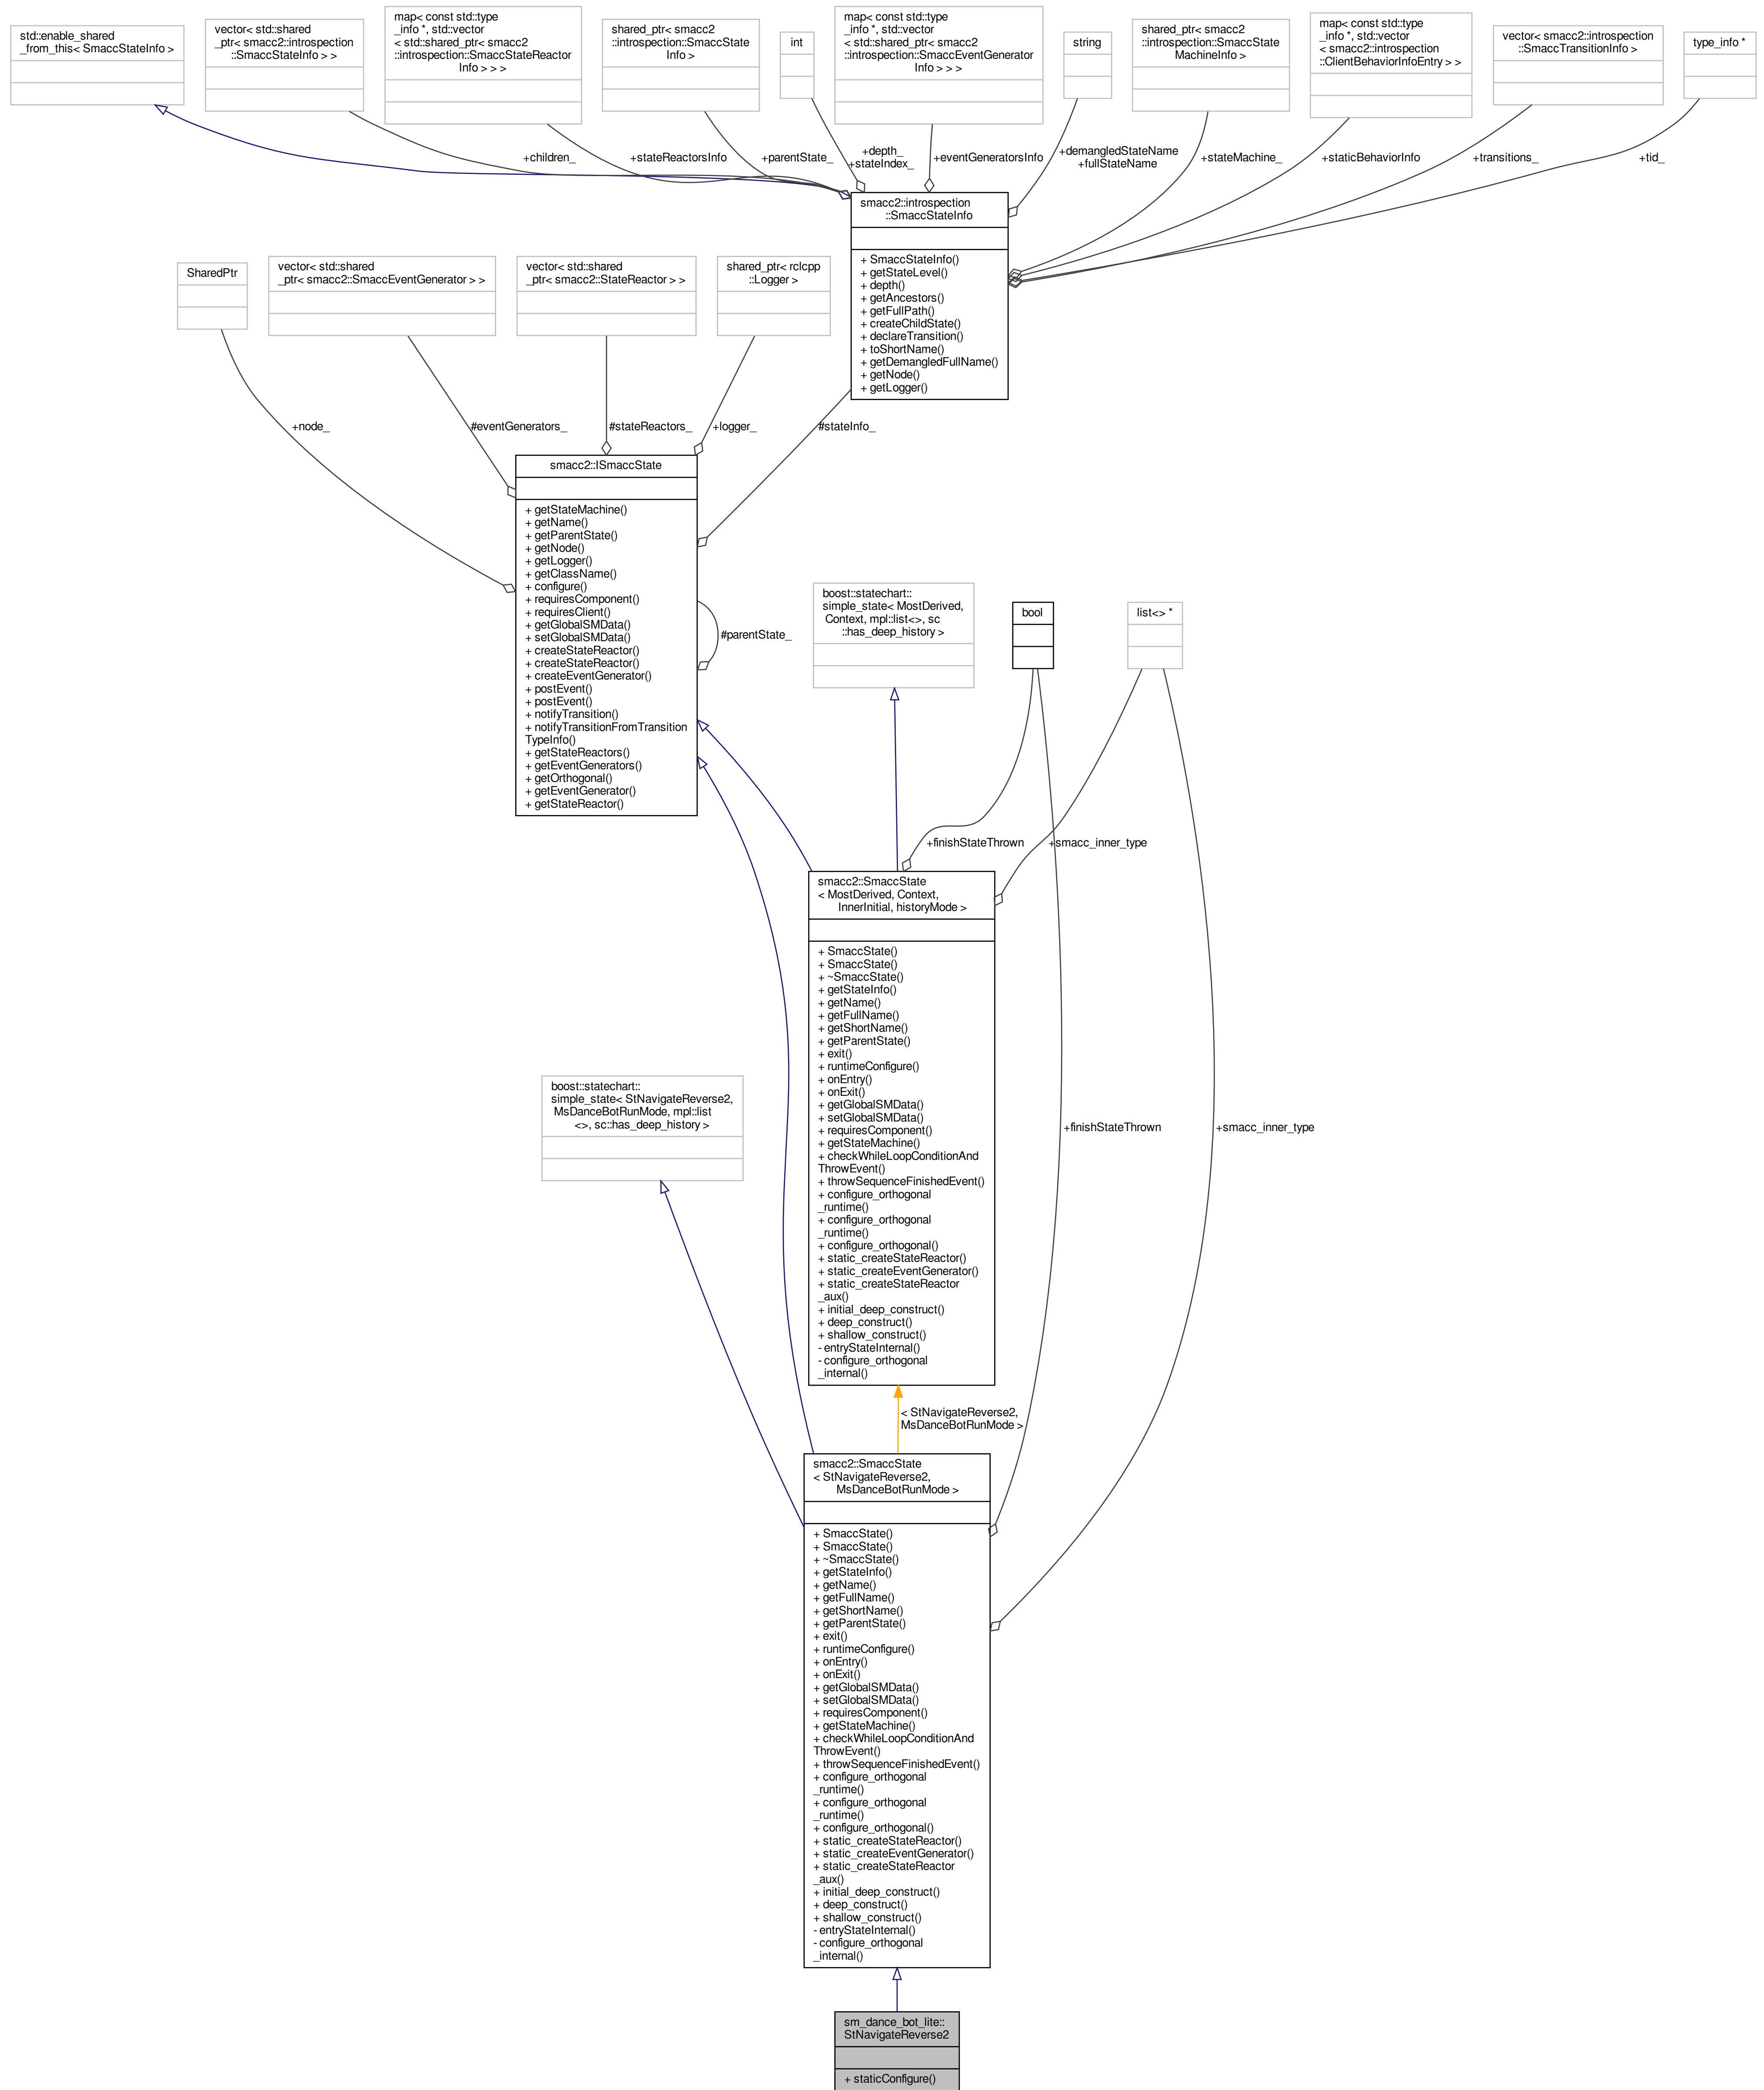 std::enable_shared
_from_this< SmaccStateInfo >
vector< std::shared
_ptr< smacc2::introspection
::SmaccStateInfo > >
map< const std::type
_info *, std::vector
< std::shared_ptr< smacc2
::introspection::SmaccStateReactor
Info > > >
shared_ptr< smacc2
::introspection::SmaccState
Info >
int
map< const std::type
_info *, std::vector
< std::shared_ptr< smacc2
::introspection::SmaccEventGenerator
Info > > >
string
shared_ptr< smacc2
::introspection::SmaccState
MachineInfo >
map< const std::type
_info *, std::vector
< smacc2::introspection
::ClientBehaviorInfoEntry > >
vector< smacc2::introspection
::SmaccTransitionInfo >
type_info *
+children_
+stateReactorsInfo
+parentState_
+depth_
+stateIndex_
+eventGeneratorsInfo
+demangledStateName
+fullStateName
+stateMachine_
+staticBehaviorInfo
+transitions_
+tid_
smacc2::introspection
::SmaccStateInfo
+ SmaccStateInfo()
+ getStateLevel()
+ depth()
+ getAncestors()
+ getFullPath()
+ createChildState()
+ declareTransition()
+ toShortName()
+ getDemangledFullName()
+ getNode()
+ getLogger()
SharedPtr
vector< std::shared
_ptr< smacc2::SmaccEventGenerator > >
vector< std::shared
_ptr< smacc2::StateReactor > >
shared_ptr< rclcpp
::Logger >
+node_
#eventGenerators_
#stateReactors_
+logger_
#stateInfo_
smacc2::ISmaccState
+ getStateMachine()
+ getName()
+ getParentState()
+ getNode()
+ getLogger()
+ getClassName()
+ configure()
+ requiresComponent()
+ requiresClient()
+ getGlobalSMData()
+ setGlobalSMData()
+ createStateReactor()
+ createStateReactor()
+ createEventGenerator()
+ postEvent()
+ postEvent()
+ notifyTransition()
+ notifyTransitionFromTransition
TypeInfo()
+ getStateReactors()
+ getEventGenerators()
+ getOrthogonal()
+ getEventGenerator()
+ getStateReactor()
#parentState_
boost::statechart::
simple_state< MostDerived,
Context, mpl::list<>, sc
::has_deep_history >
bool
list<> *
+finishStateThrown
+smacc_inner_type
smacc2::SmaccState
< MostDerived, Context,
InnerInitial, historyMode >
+ SmaccState()
+ SmaccState()
+ ~SmaccState()
+ getStateInfo()
+ getName()
+ getFullName()
+ getShortName()
+ getParentState()
+ exit()
+ runtimeConfigure()
+ onEntry()
+ onExit()
+ getGlobalSMData()
+ setGlobalSMData()
+ requiresComponent()
+ getStateMachine()
+ checkWhileLoopConditionAnd
ThrowEvent()
+ throwSequenceFinishedEvent()
+ configure_orthogonal
_runtime()
+ configure_orthogonal
_runtime()
+ configure_orthogonal()
+ static_createStateReactor()
+ static_createEventGenerator()
+ static_createStateReactor
_aux()
+ initial_deep_construct()
+ deep_construct()
+ shallow_construct()
- entryStateInternal()
- configure_orthogonal
_internal()
boost::statechart::
simple_state< StNavigateReverse2,
MsDanceBotRunMode, mpl::list
<>, sc::has_deep_history >
+finishStateThrown
+smacc_inner_type
< StNavigateReverse2,
MsDanceBotRunMode >
smacc2::SmaccState
< StNavigateReverse2,
MsDanceBotRunMode >
+ SmaccState()
+ SmaccState()
+ ~SmaccState()
+ getStateInfo()
+ getName()
+ getFullName()
+ getShortName()
+ getParentState()
+ exit()
+ runtimeConfigure()
+ onEntry()
+ onExit()
+ getGlobalSMData()
+ setGlobalSMData()
+ requiresComponent()
+ getStateMachine()
+ checkWhileLoopConditionAnd
ThrowEvent()
+ throwSequenceFinishedEvent()
+ configure_orthogonal
_runtime()
+ configure_orthogonal
_runtime()
+ configure_orthogonal()
+ static_createStateReactor()
+ static_createEventGenerator()
+ static_createStateReactor
_aux()
+ initial_deep_construct()
+ deep_construct()
+ shallow_construct()
- entryStateInternal()
- configure_orthogonal
_internal()
sm_dance_bot_lite::
StNavigateReverse2
+ staticConfigure()